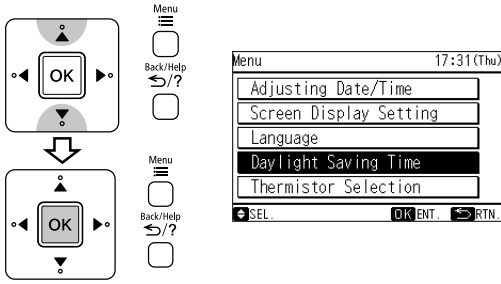 Menu
OK
Back/Help
/?
Menu
OK
Back/Help
/?
Menu 17:31(Thu)
Adjusting Date/Time
Screen Display Setting
Language
Daylight Saving Time
Thermistor Selection
SEL. OK ENT. RTN.